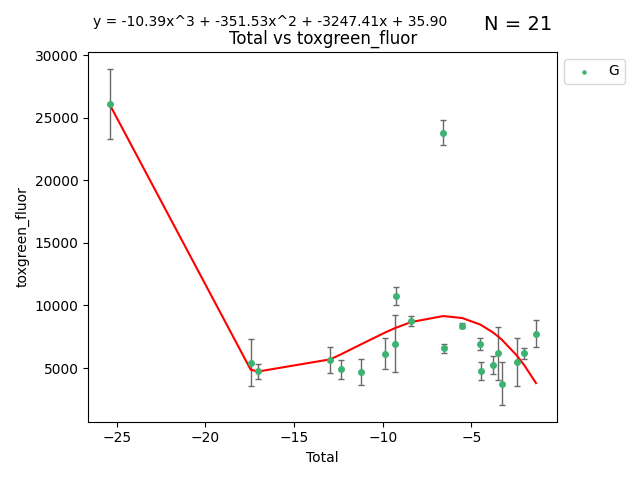 y = -10.39x^3 + -351.53x^2 + -3247.41x + 35.90
N = 21
Total vs toxgreen_fluor
G
toxgreen_fluor
30000
25000
20000
15000
10000
5000
−25
−20
−15
−10
−5
Total